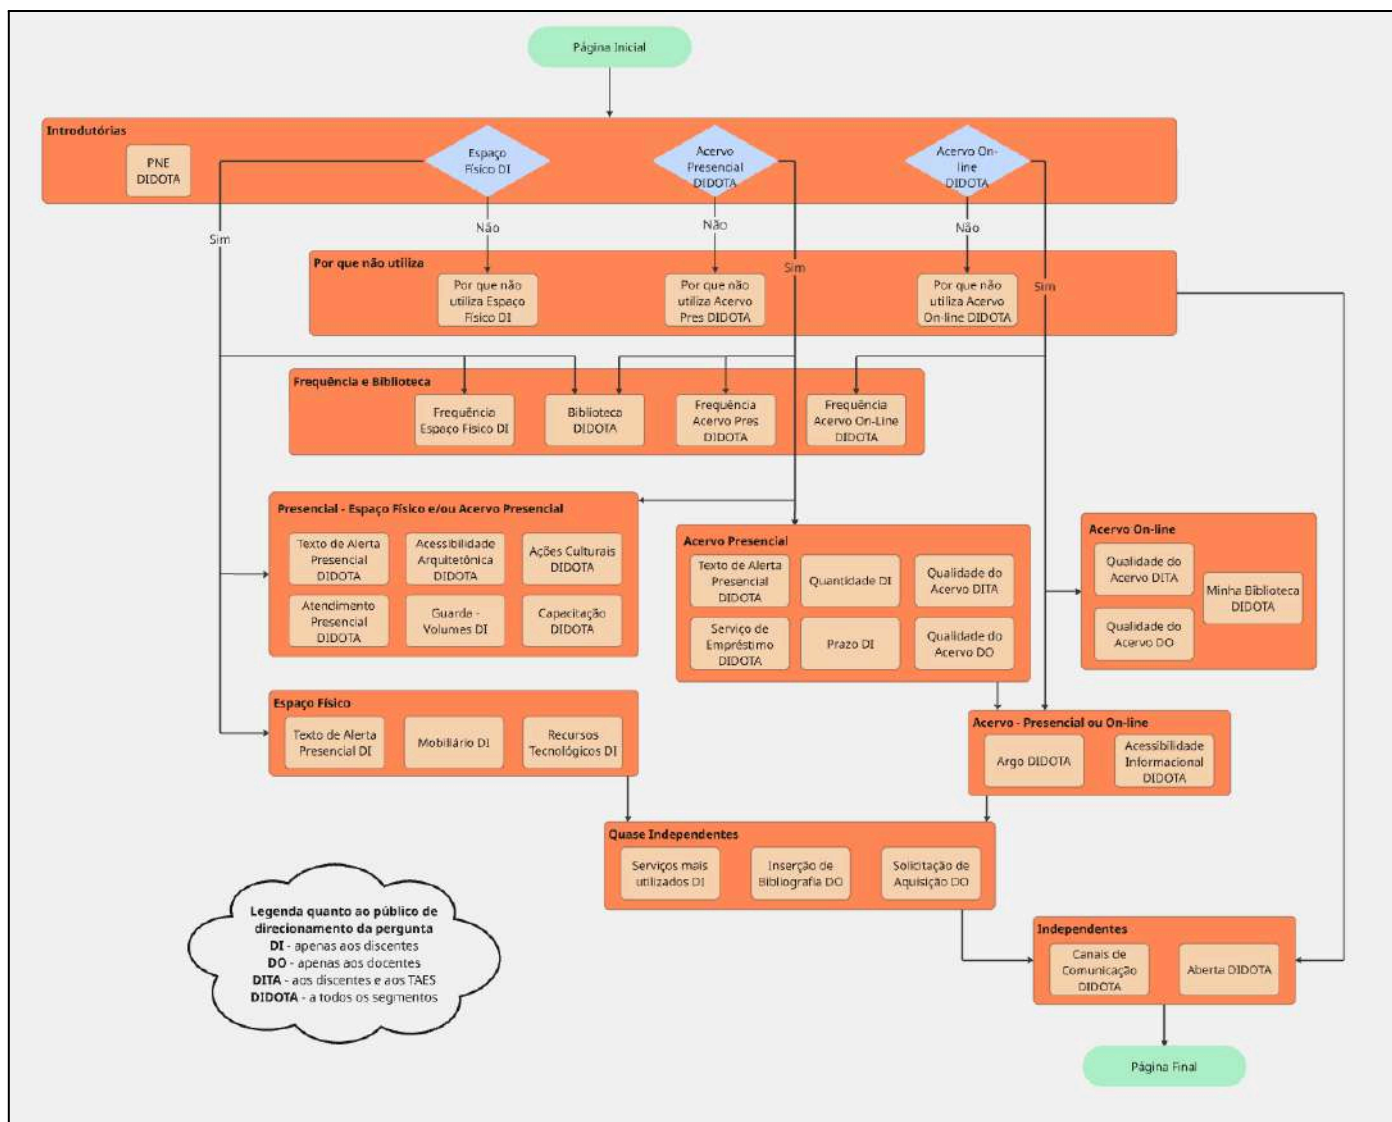 Página Inicial
Introdutórias
PNE
DIDOTA
Espaço
Físico DI
Acervo
Presencial
DIDOTA
Acervo On-
line
DIDOTA
Sim
Não
Não
Não
Por que não utiliza
Sim
Sim
Por que não
utiliza Espaço
Físico DI
Por que não
utiliza Acervo
Pres DIDOTA
Por que não
utiliza Acervo
On-line DIDOTA
Frequência e Biblioteca
Frequência
Espaço Físico DI
Biblioteca
DIDOTA
Frequência
Acervo Pres
DIDOTA
Frequência
Acervo On-Line
DIDOTA
Presencial - Espaço Físico e/ou Acervo Presencial
Texto de Alerta
Presencial
DIDOTA
Acessibilidade
Arquitetônica
DIDOTA
Ações Culturais
DIDOTA
Atendimento
Presencial
DIDOTA
Guarda -
Volumes DI
Capacitação
DIDOTA
Acervo Presencial
Texto de Alerta
Presencial
DIDOTA
Quantidade DI
Qualidade do
Acervo DITA
Serviço de
Empréstimo
DIDOTA
Prazo DI
Qualidade do
Acervo DO
Acervo On-line
Qualidade do
Acervo DITA
Minha Biblioteca
DIDOTA
Qualidade do
Acervo DO
Espaço Físico
Texto de Alerta
Presencial DI
Mobiliário DI
Recursos
Tecnológicos DI
Acervo - Presencial ou On-line
Argo DIDOTA
Acessibilidade
Informacional
DIDOTA
Quase Independentes
Serviços mais
utilizados DI
Inserção de
Bibliografia DO
Solicitação de
Aquisição DO
Legenda quanto ao público de
direcionamento da pergunta
DI - apenas aos discentes
DO - apenas aos docentes
DITA - aos discentes e aos TAES
DIDOTA - a todos os segmentos
Independentes
Canais de
Comunicação
DIDOTA
Aberta DIDOTA
Página Final